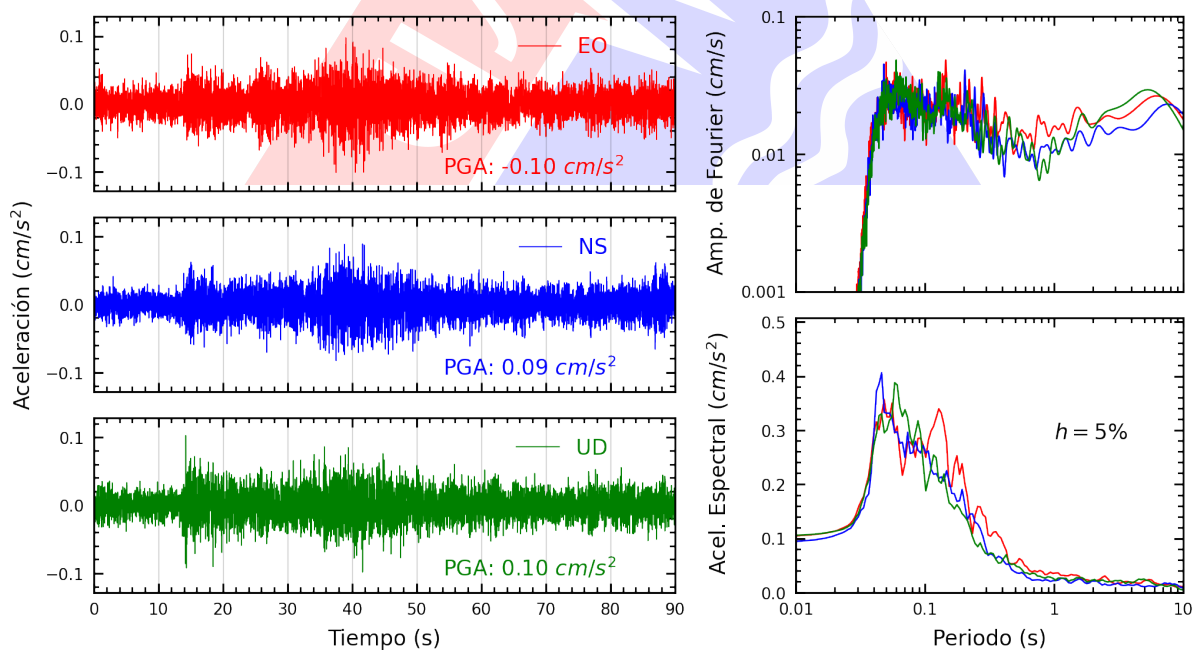 Aceleración (cm/s²)
0.1
0.0
−0.1
EO
PGA: -0.10 cm/s²
0.1
0.0
−0.1
NS
PGA: 0.09 cm/s²
0.1
0.0
−0.1
UD
PGA: 0.10 cm/s²
0 10 20 30 40 50 60 70 80 90
Tiempo (s)
Amp. de Fourier (cm/s)
0.1
0.01
0.001
Acel. Espectral (cm/s²)
0.5
0.4
0.3
0.2
0.1
0.0
h = 5%
0.01 0.1 1 10
Periodo (s)